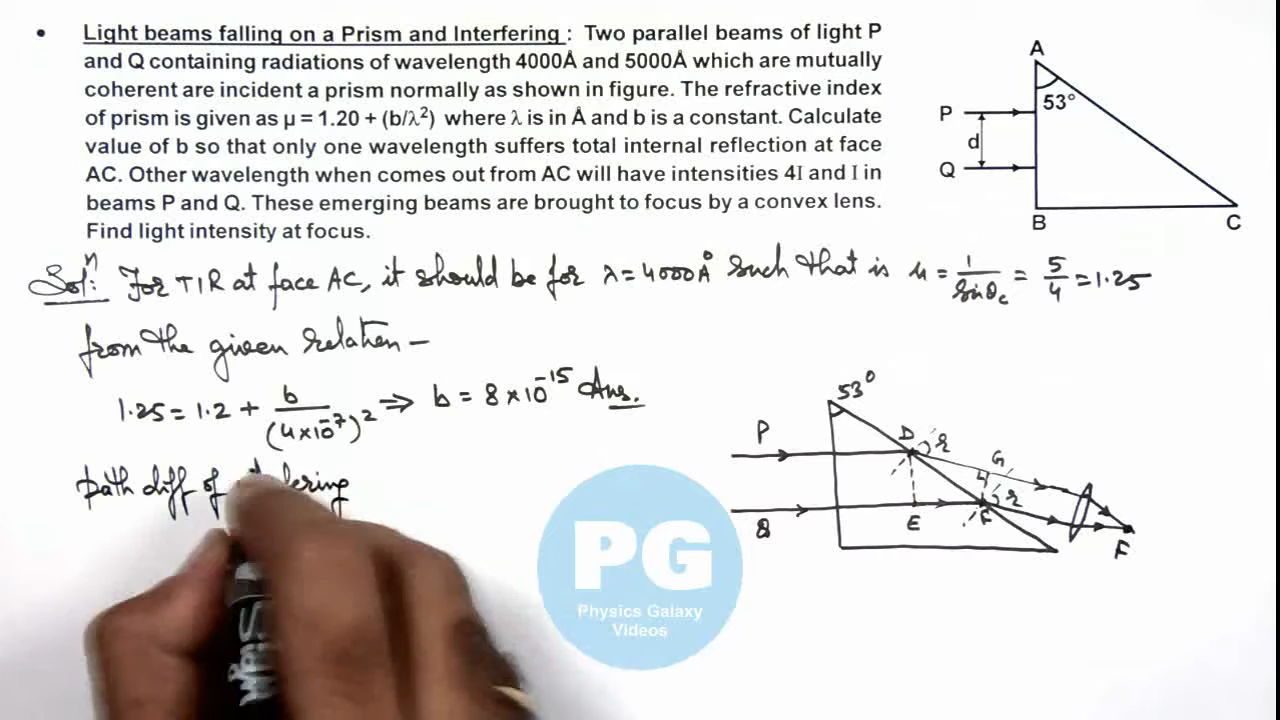 • Light beams falling on a Prism and Interfering : Two parallel beams of light P
and Q containing radiations of wavelength 4000Å and 5000Å which are mutually
coherent are incident a prism normally as shown in figure. The refractive index
of prism is given as μ = 1.20 + (b/λ²) where λ is in Å and b is a constant. Calculate
value of b so that only one wavelength suffers total internal reflection at face
AC. Other wavelength when comes out from AC will have intensities 4I and I in
beams P and Q. These emerging beams are brought to focus by a convex lens.
Find light intensity at focus.
A
53°
P
d
Q
B
C
Solⁿ: For TIR at face AC, it should be for λ = 4000Å such that is μ = 1/sinθc = 5/4 = 1.25
from the given relation –
1.25 = 1.2 + b/(4×10⁻⁷)² ⇒ b = 8×10⁻¹⁵ Ans.
path diff of
53°
P
D
r
G
r
Q
E
F
F
PG
Physics Galaxy
Videos